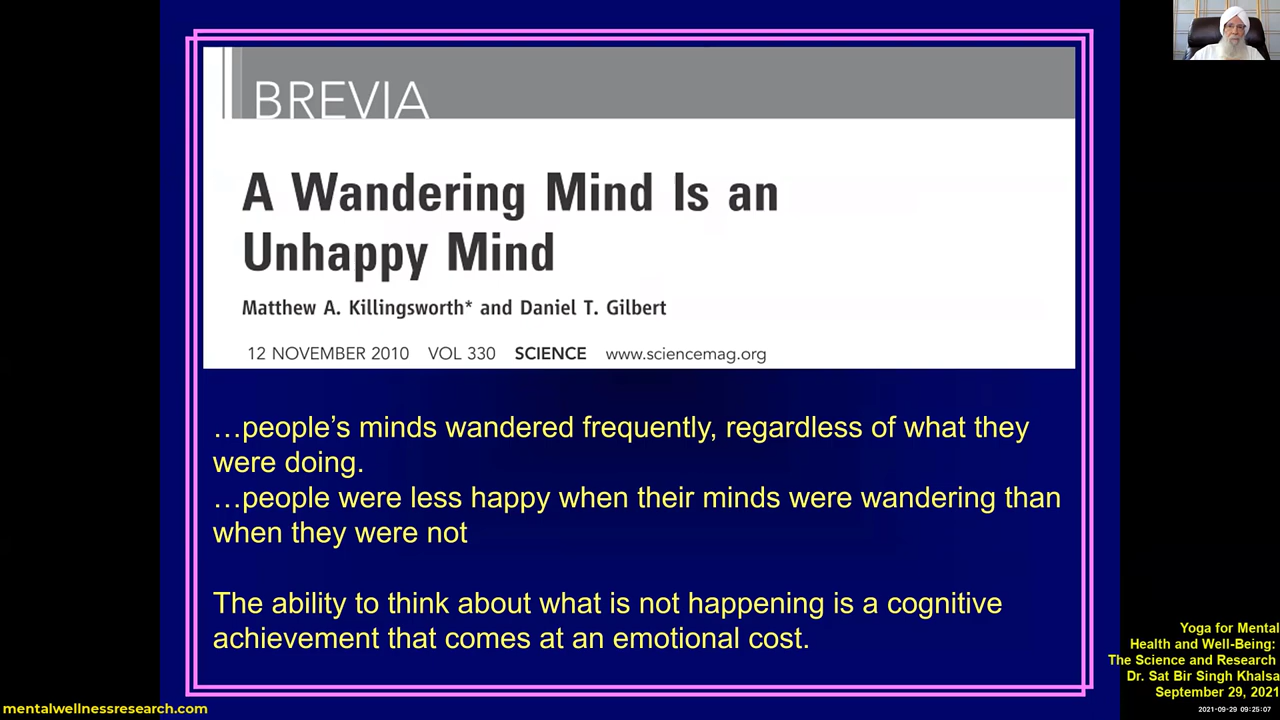 BREVIA
A Wandering Mind Is an
Unhappy Mind
Matthew A. Killingsworth* and Daniel T. Gilbert
12 NOVEMBER 2010 VOL 330 SCIENCE www.sciencemag.org
…people’s minds wandered frequently, regardless of what they
were doing.
…people were less happy when their minds were wandering than
when they were not
The ability to think about what is not happening is a cognitive
achievement that comes at an emotional cost.
Yoga for Mental
Health and Well-Being:
The Science and Research
Dr. Sat Bir Singh Khalsa
September 29, 2021
mentalwellnessresearch.com
2021-09-29 09:25:07